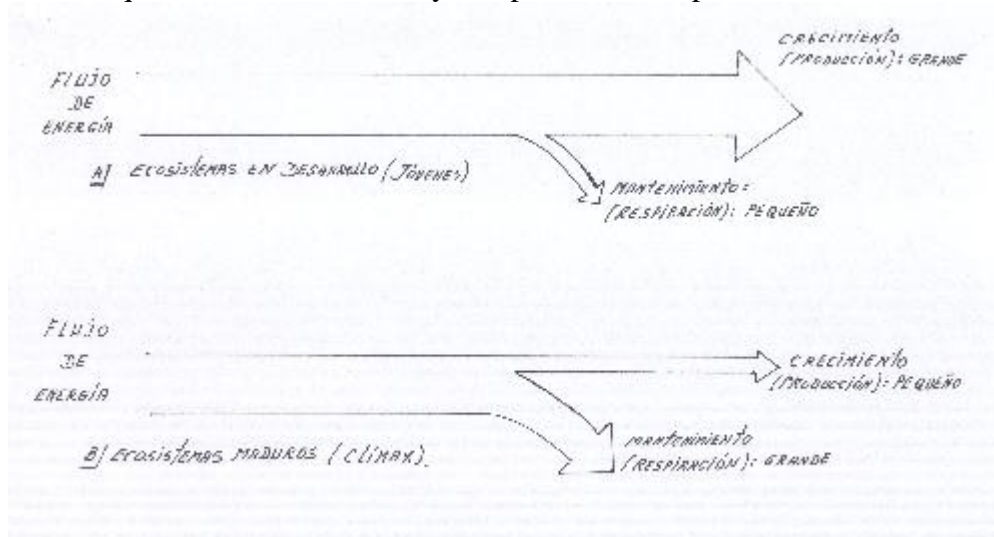 CRECIMIENTO
(PRODUCCIÓN): GRANDE
FLUJO
DE
ENERGÍA
A) ECOSISTEMAS EN DESARROLLO (JÓVENES)
MANTENIMIENTO:
(RESPIRACIÓN): PEQUEÑO
FLUJO
DE
ENERGÍA
CRECIMIENTO
(PRODUCCIÓN): PEQUEÑO
B) ECOSISTEMAS MADUROS (CLÍMAX).
MANTENIMIENTO
(RESPIRACIÓN): GRANDE